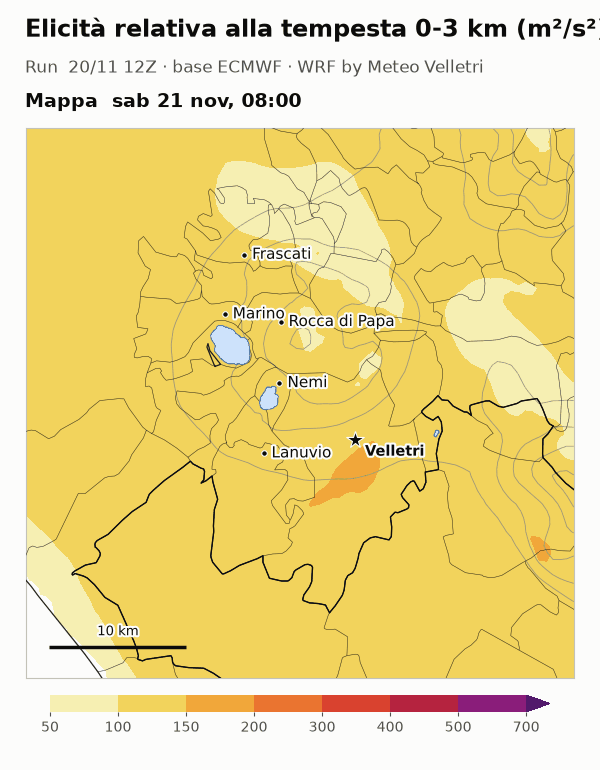 Elicità relativa alla tempesta 0-3 km (m²/s²)
Run 20/11 12Z · base ECMWF · WRF by Meteo Velletri
Mappa sab 21 nov, 08:00
Frascati
Marino
Rocca di Papa
Nemi
Velletri
Lanuvio
10 km
50 100 150 200 300 400 500 700